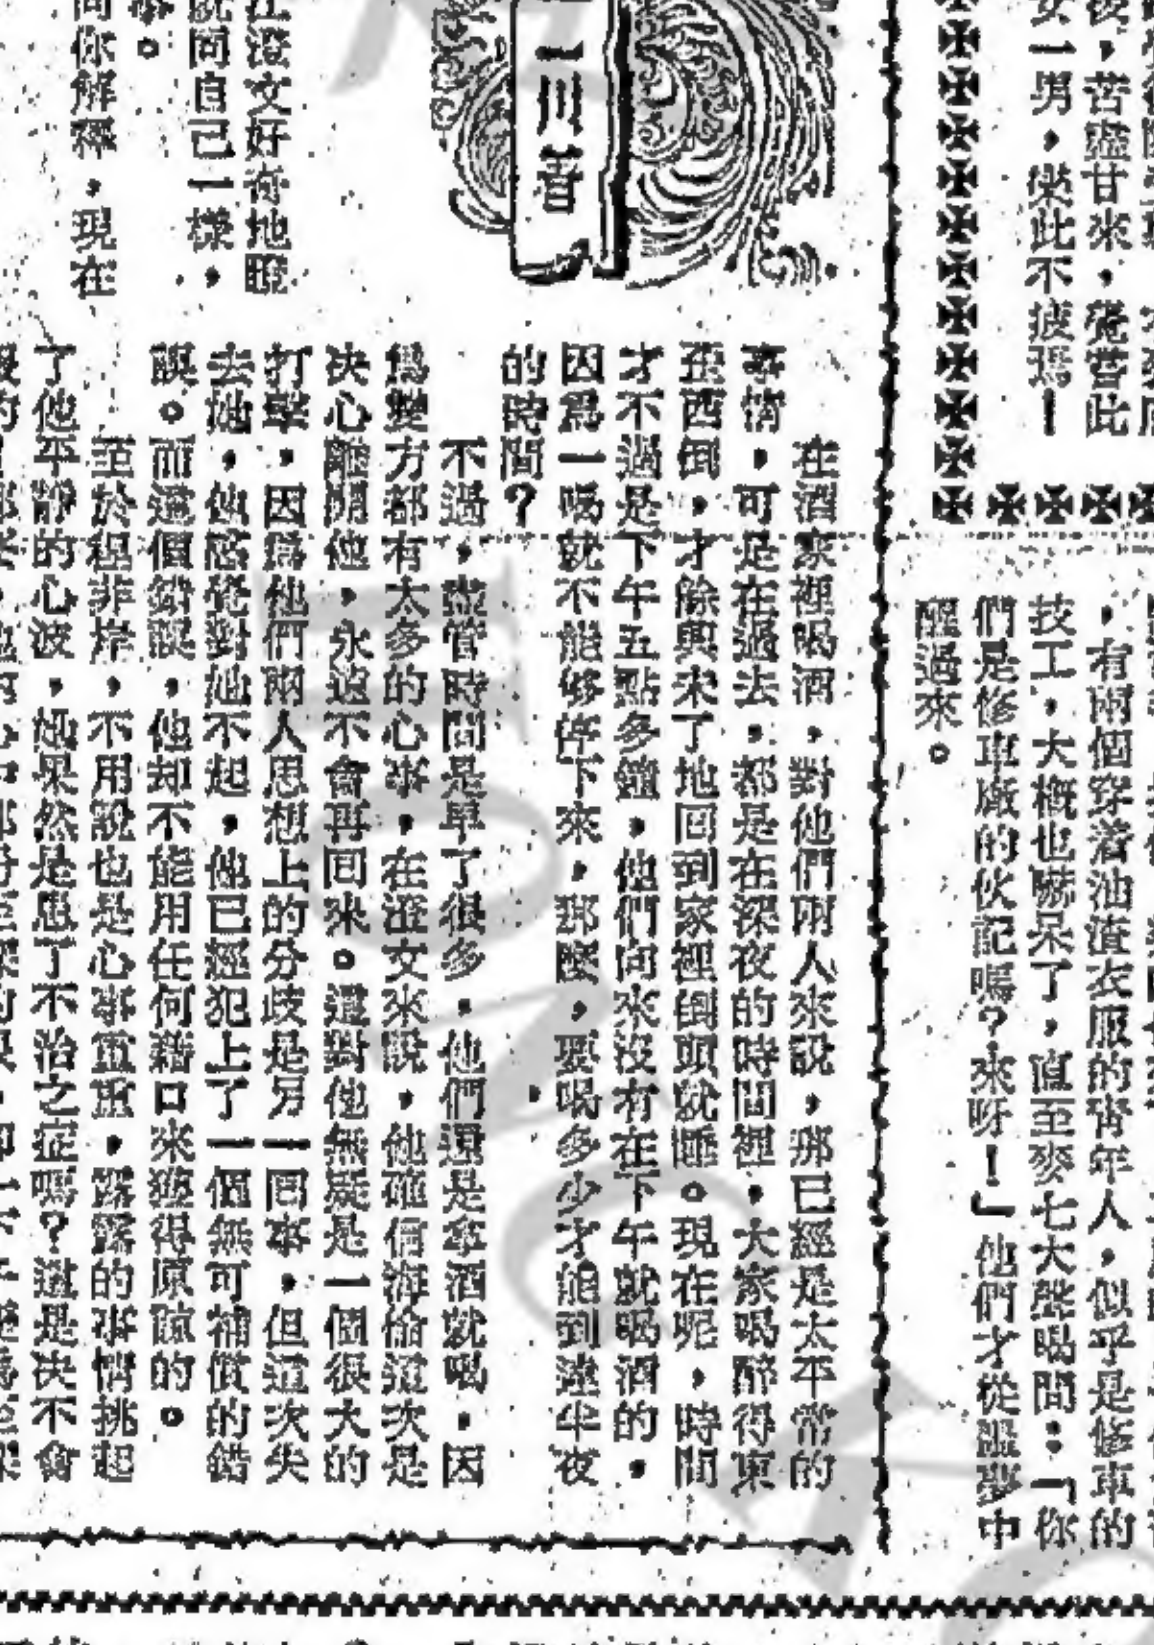 後，苦盡甘來，覺嘗此
女一男，樂此不疲焉！
，有兩個穿着油渣衣服的青年人，似乎是修車的
技工，大概也嚇呆了，直至麥七大聲喝問：「你
們是修車廠的伙記嗎？來呀！」他們才從噩夢中
醒過來。
一川著
江澄文好奇地瞪
就同自己一樣，
事。
向你解釋，現在
在酒家裡喝酒，對他們兩人來說，那已經是太平常的
事情，可是在過去，都是在深夜的時間裡，大家喝醉得東
歪西倒，才餘興未了地回到家裡倒頭就睡。現在呢，時間
才不過是下午五點多鐘，他們向來沒有在下午就喝酒的，
因爲一喝就不能够停下來，那麼，要喝多少才能到達半夜
的時間？
不過，儘管時間是早了很多，他們還是拿酒就喝，因
爲雙方都有太多的心事，在澄文來說，他確信海倫這次是
决心離開他，永遠不會再回來。這對他無疑是一個很大的
打擊，因爲他們兩人思想上的分歧是另一回事，但這次失
去她，他感覺對她不起，他已經犯上了一個無可補償的錯
誤。而這個錯誤，他却不能用任何藉口來獲得原諒的。
至於程非岸，不用說也是心事重重，露露的事情挑起
了他平靜的心波，她果然是患了不治之症嗎？這是决不會